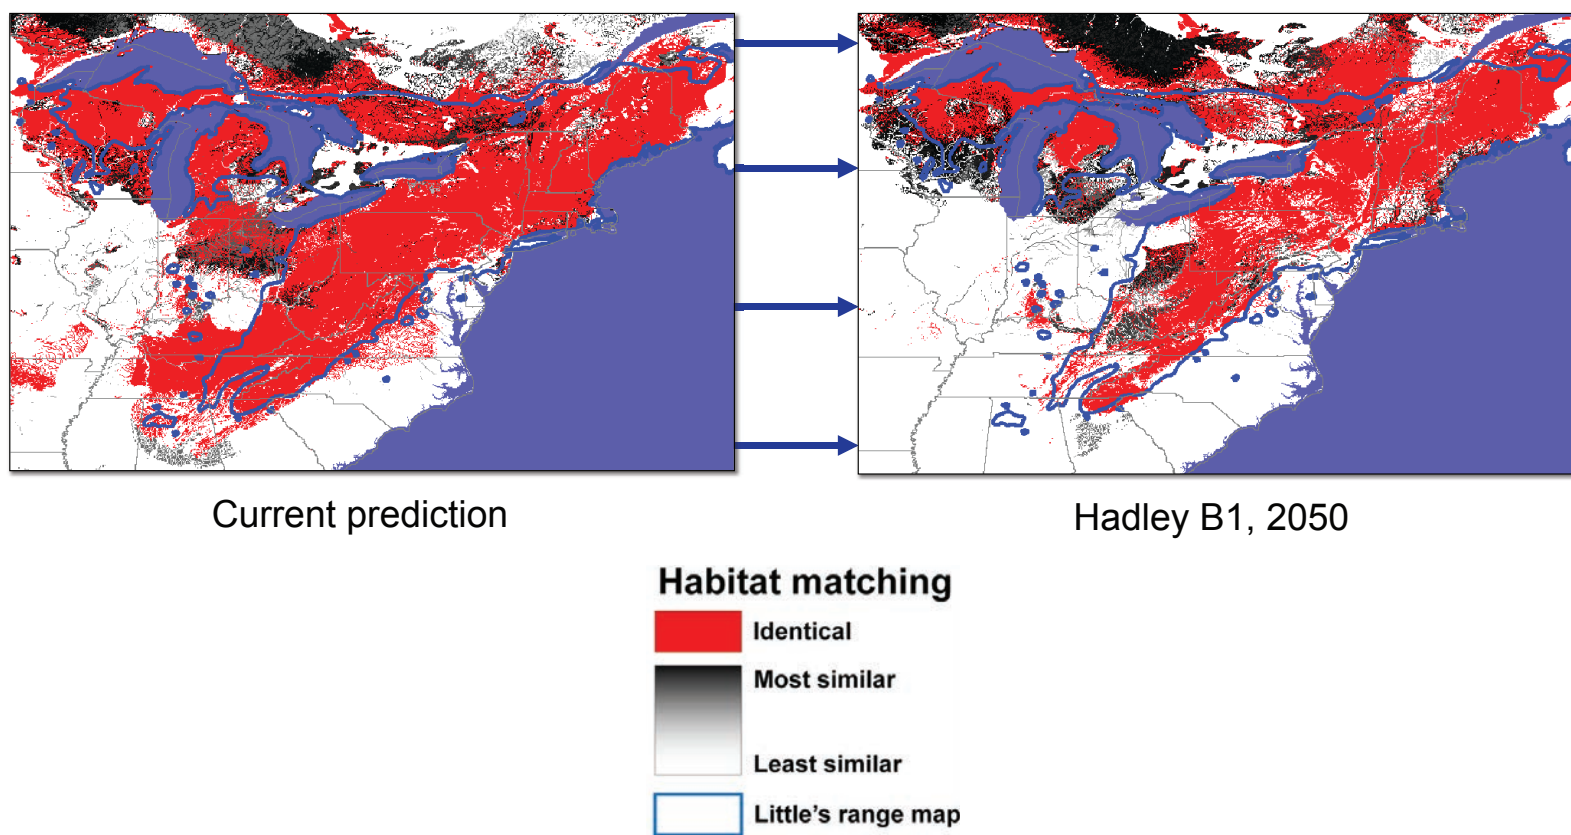 Current prediction
Hadley B1, 2050
Habitat matching
Identical
Most similar
Least similar
Little's range map